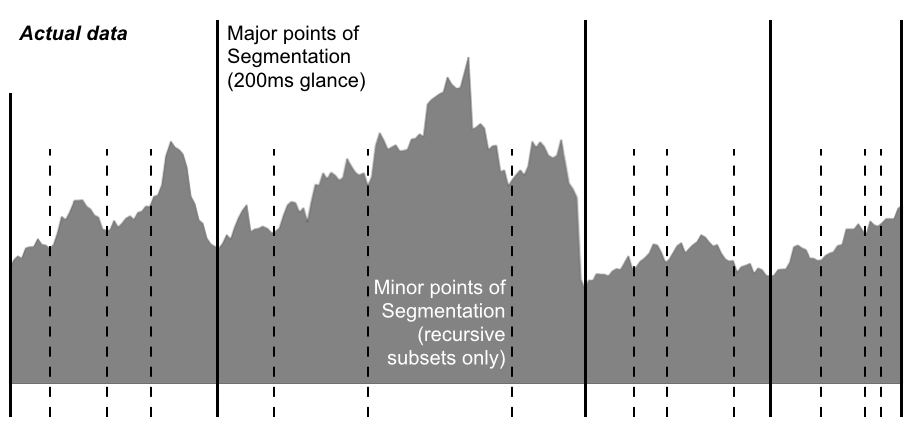 Actual data
Major points of
Segmentation
(200ms glance)
Minor points of
Segmentation
(recursive
subsets only)